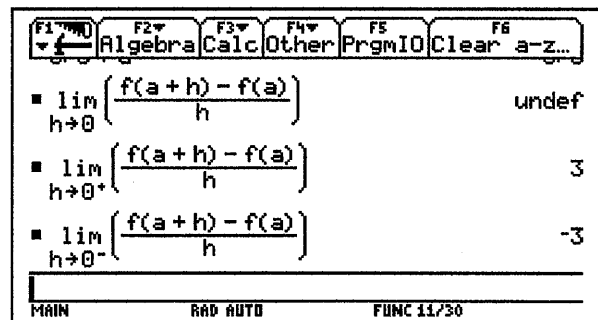 F1 F2 F3 F4 F5 F6
Algebra Calc Other PrgmIO Clear a-z…
▪ lim h→0 ( f(a + h) − f(a) / h ) undef
▪ lim h→0⁺ ( f(a + h) − f(a) / h ) 3
▪ lim h→0⁻ ( f(a + h) − f(a) / h ) -3
MAIN RAD AUTO FUNC 11/30